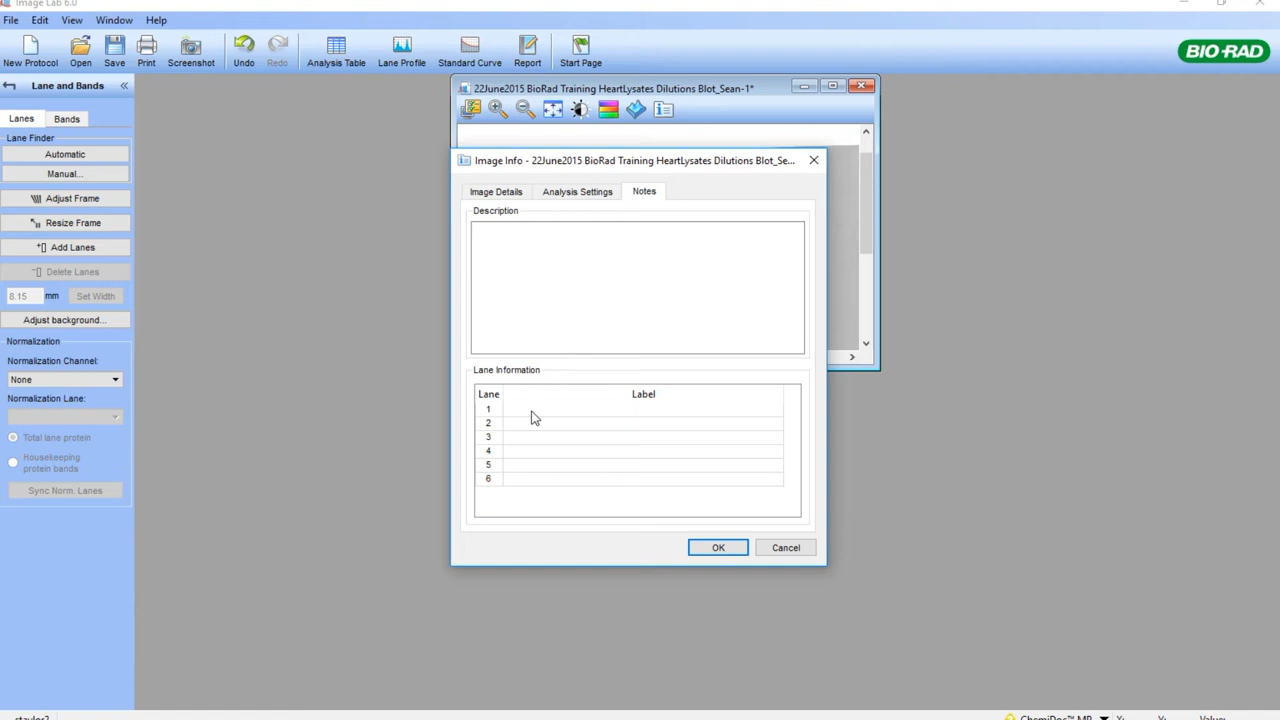 Image Lab 6.0
File Edit View Window Help
New Protocol Open Save Print Screenshot Undo Redo Analysis Table Lane Profile Standard Curve Report Start Page
BIO-RAD
Lane and Bands
Lanes Bands
Lane Finder
Automatic
Manual...
Adjust Frame
Resize Frame
Add Lanes
Delete Lanes
8.15 mm Set Width
Adjust background...
Normalization
Normalization Channel:
None
Normalization Lane:
Total lane protein
Housekeeping
protein bands
Sync Norm. Lanes
22June2015 BioRad Training HeartLysates Dilutions Blot_Sean-1*
Image Info - 22June2015 BioRad Training HeartLysates Dilutions Blot_Se...
Image Details Analysis Settings Notes
Description
Lane Information
Lane Label
1
2
3
4
5
6
OK Cancel
staylor2
ChemiDoc™ MP X: Y: Value: